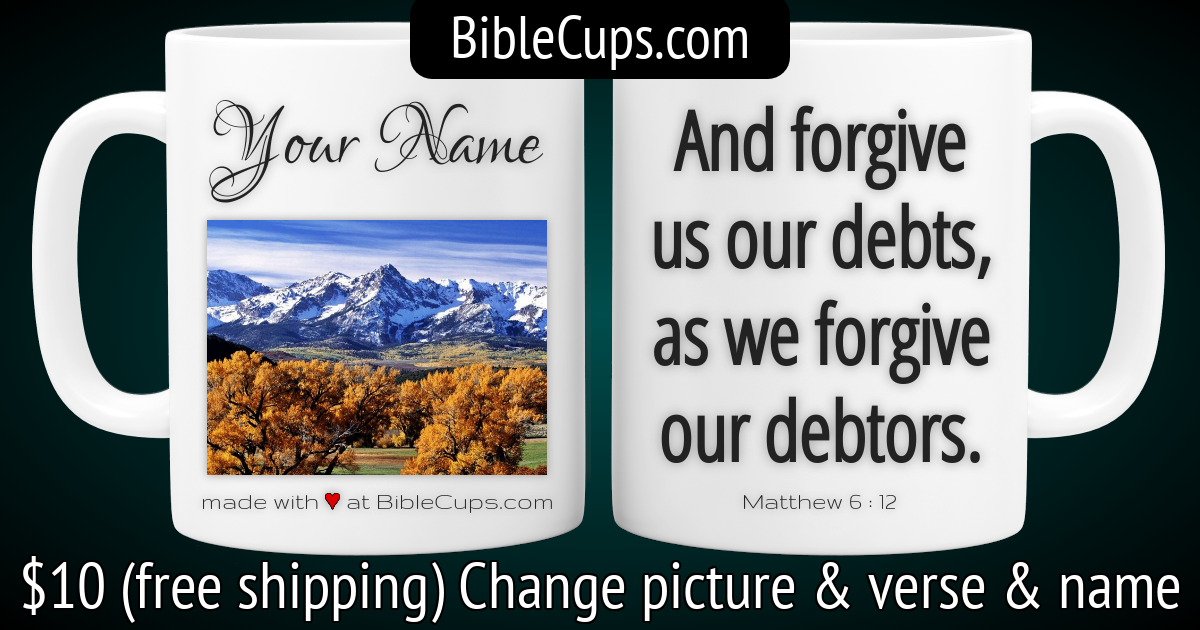 BibleCups.com
Your Name
made with ♥ at BibleCups.com
And forgive
us our debts,
as we forgive
our debtors.
Matthew 6 : 12
$10 (free shipping) Change picture & verse & name